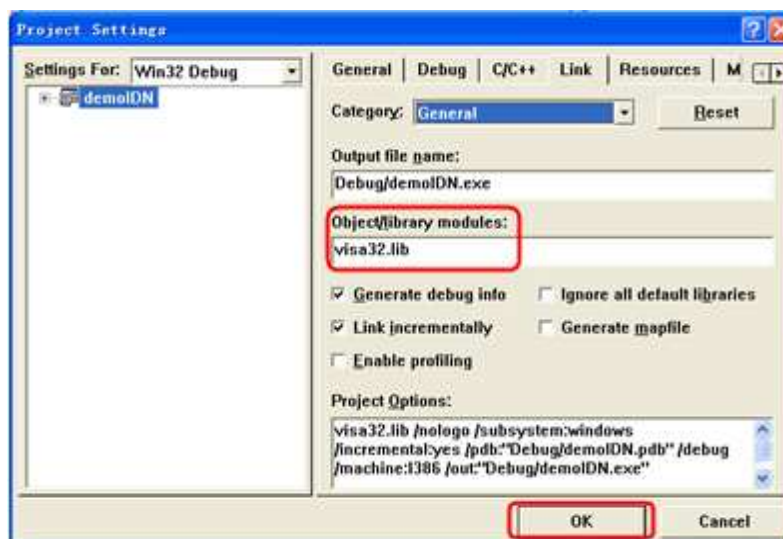 Project Settings
Settings For: Win32 Debug
demoIDN
General Debug C/C++ Link Resources M
Category: General Reset
Output file name:
Debug/demoIDN.exe
Object/library modules:
visa32.lib
Generate debug info Ignore all default libraries
Link incrementally Generate mapfile
Enable profiling
Project Options:
visa32.lib /nologo /subsystem:windows
/incremental:yes /pdb:"Debug/demoIDN.pdb" /debug
/machine:I386 /out:"Debug/demoIDN.exe"
OK Cancel